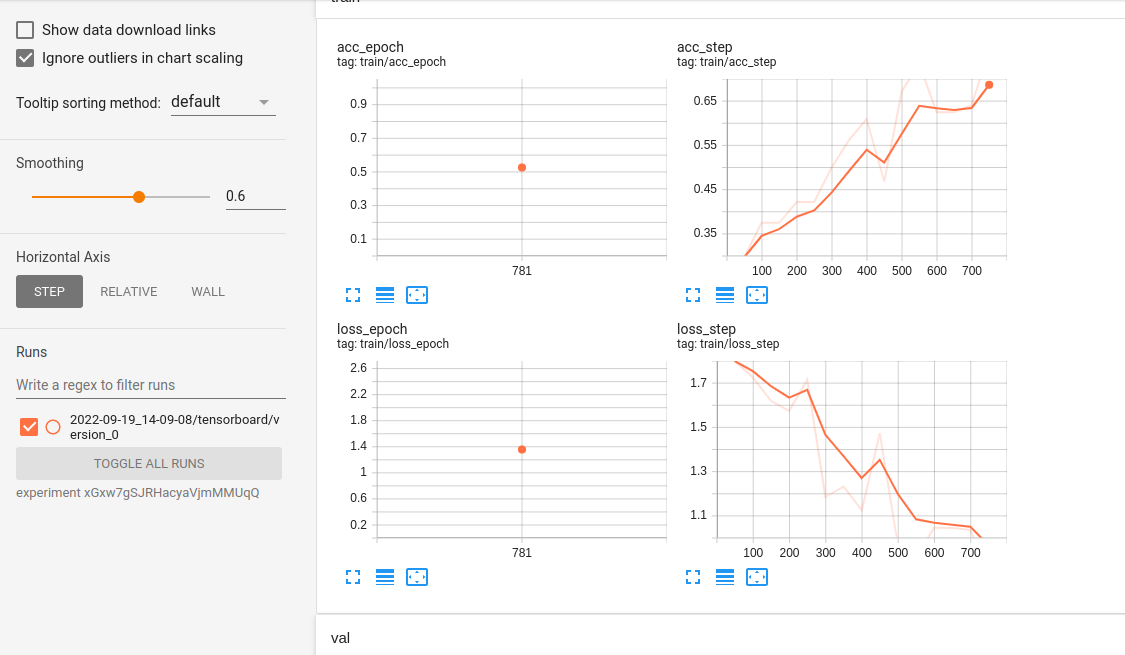 train
Show data download links
Ignore outliers in chart scaling
Tooltip sorting method: default
Smoothing
0.6
Horizontal Axis
STEP RELATIVE WALL
Runs
Write a regex to filter runs
2022-09-19_14-09-08/tensorboard/v
ersion_0
TOGGLE ALL RUNS
experiment xGxw7gSJRHacyaVjmMMUqQ
acc_epoch
tag: train/acc_epoch
0.9
0.7
0.5
0.3
0.1
781
acc_step
tag: train/acc_step
0.65
0.55
0.45
0.35
100 200 300 400 500 600 700
loss_epoch
tag: train/loss_epoch
2.6
2.2
1.8
1.4
1
0.6
0.2
781
loss_step
tag: train/loss_step
1.7
1.5
1.3
1.1
100 200 300 400 500 600 700
val